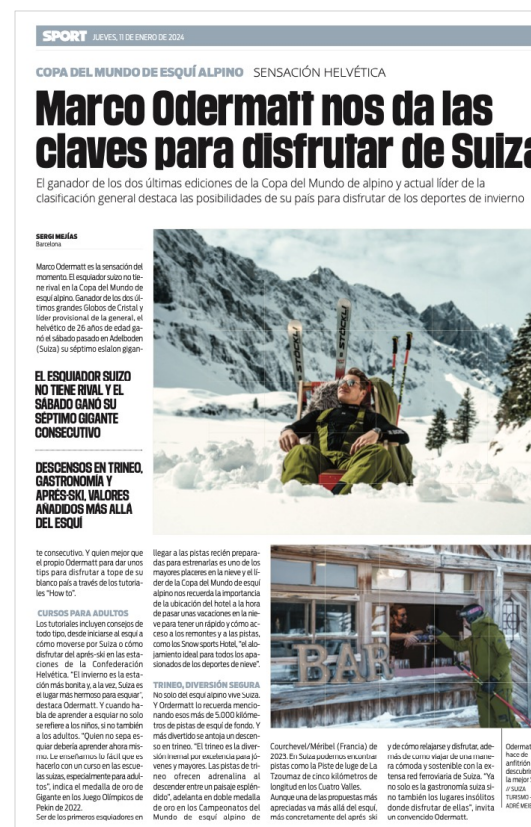 SPORT JUEVES, 11 DE ENERO DE 2024
COPA DEL MUNDO DE ESQUÍ ALPINO SENSACIÓN HELVÉTICA
Marco Odermatt nos da las
claves para disfrutar de Suiza
El ganador de los dos últimas ediciones de la Copa del Mundo de alpino y actual líder de la
clasificación general destaca las posibilidades de su país para disfrutar de los deportes de invierno
SERGI MEJÍAS
Barcelona
Marco Odermatt es la sensación del
momento. El esquiador suizo no tie-
ne rival en la Copa del Mundo de
esquí alpino. Ganador de los dos úl-
timos grandes Globos de Cristal y
líder provisional de la general, el
helvético de 26 años de edad ga-
nó el sábado pasado en Adelboden
(Suiza) su séptimo eslalon gigan-
EL ESQUIADOR SUIZO
NO TIENE RIVAL Y EL
SÁBADO GANÓ SU
SÉPTIMO GIGANTE
CONSECUTIVO
DESCENSOS EN TRINEO,
GASTRONOMÍA Y
APRÈS-SKI, VALORES
AÑADIDOS MÁS ALLÁ
DEL ESQUÍ
STÖCKLI
te consecutivo. Y quien mejor que
el propio Odermatt para dar unos
tips para disfrutar a tope de su
blanco país a través de los tutoria-
les "How to".
CURSOS PARA ADULTOS
Los tutoriales incluyen consejos de
todo tipo, desde iniciarse al esquí a
cómo moverse por Suiza o cómo
disfrutar del après-ski en las esta-
ciones de la Confederación
Helvética. "El invierno es la esta-
ción más bonita y, a la vez, Suiza es
el lugar más hermoso para esquiar",
destaca Odermatt. Y cuando ha-
bla de aprender a esquiar no solo
se refiere a los niños, si no también
a los adultos. "Quien no sepa es-
quiar debería aprender ahora mis-
mo. Le enseñamos lo fácil que es
hacerlo con un curso en las escue-
las suizas, especialmente para adul-
tos", indica el medalla de oro de
Gigante en los Juego Olímpicos de
Pekín de 2022.
Ser de los primeros esquiadores en
llegar a las pistas recién prepara-
das para estrenarlas es uno de los
mayores placeres en la nieve y el lí-
der de la Copa del Mundo de esquí
alpino nos recuerda la importancia
de la ubicación del hotel a la hora
de pasar unas vacaciones en la nie-
ve para tener un rápido y cómo ac-
ceso a los remontes y a las pistas,
como los Snow sports Hotel, "el alo-
jamiento ideal para todos los apa-
sionados de los deportes de nieve".
TRINEO, DIVERSIÓN SEGURA
No solo del esquí alpino vive Suiza.
Y Ordermatt lo recuerda mencio-
nando esos más de 5.000 kilóme-
tros de pistas de esquí de fondo. Y
más divertido se antoja un descen-
so en trineo. "El trineo es la diver-
sión invernal por excelencia para jó-
venes y mayores. Las pistas de tri-
neo ofrecen adrenalina al
descender entre un paisaje esplén-
dido", adelanta en doble medalla
de oro en los Campeonatos del
Mundo de esquí alpino de
BAR
Courchevel/Méribel (Francia) de
2023. En Suiza podemos encontrar
pistas como la Piste de luge de La
Tzoumaz de cinco kilómetros de
longitud en los Cuatro Valles.
Aunque una de las propuestas más
apreciadas va más allá del esquí,
más concretamente del après ski
y de cómo relajarse y disfrutar, ade-
más de cómo viajar de una mane-
ra cómoda y sostenible con la ex-
tensa red ferroviaria de Suiza. "Ya
no solo es la gastronomía suiza si-
no también los lugares insólitos
donde disfrutar de ellas", invita
un convencido Odermatt.
Odermat
hace de
anfitrión
descubrir
la mejor S
// SUIZA
TURISMO -